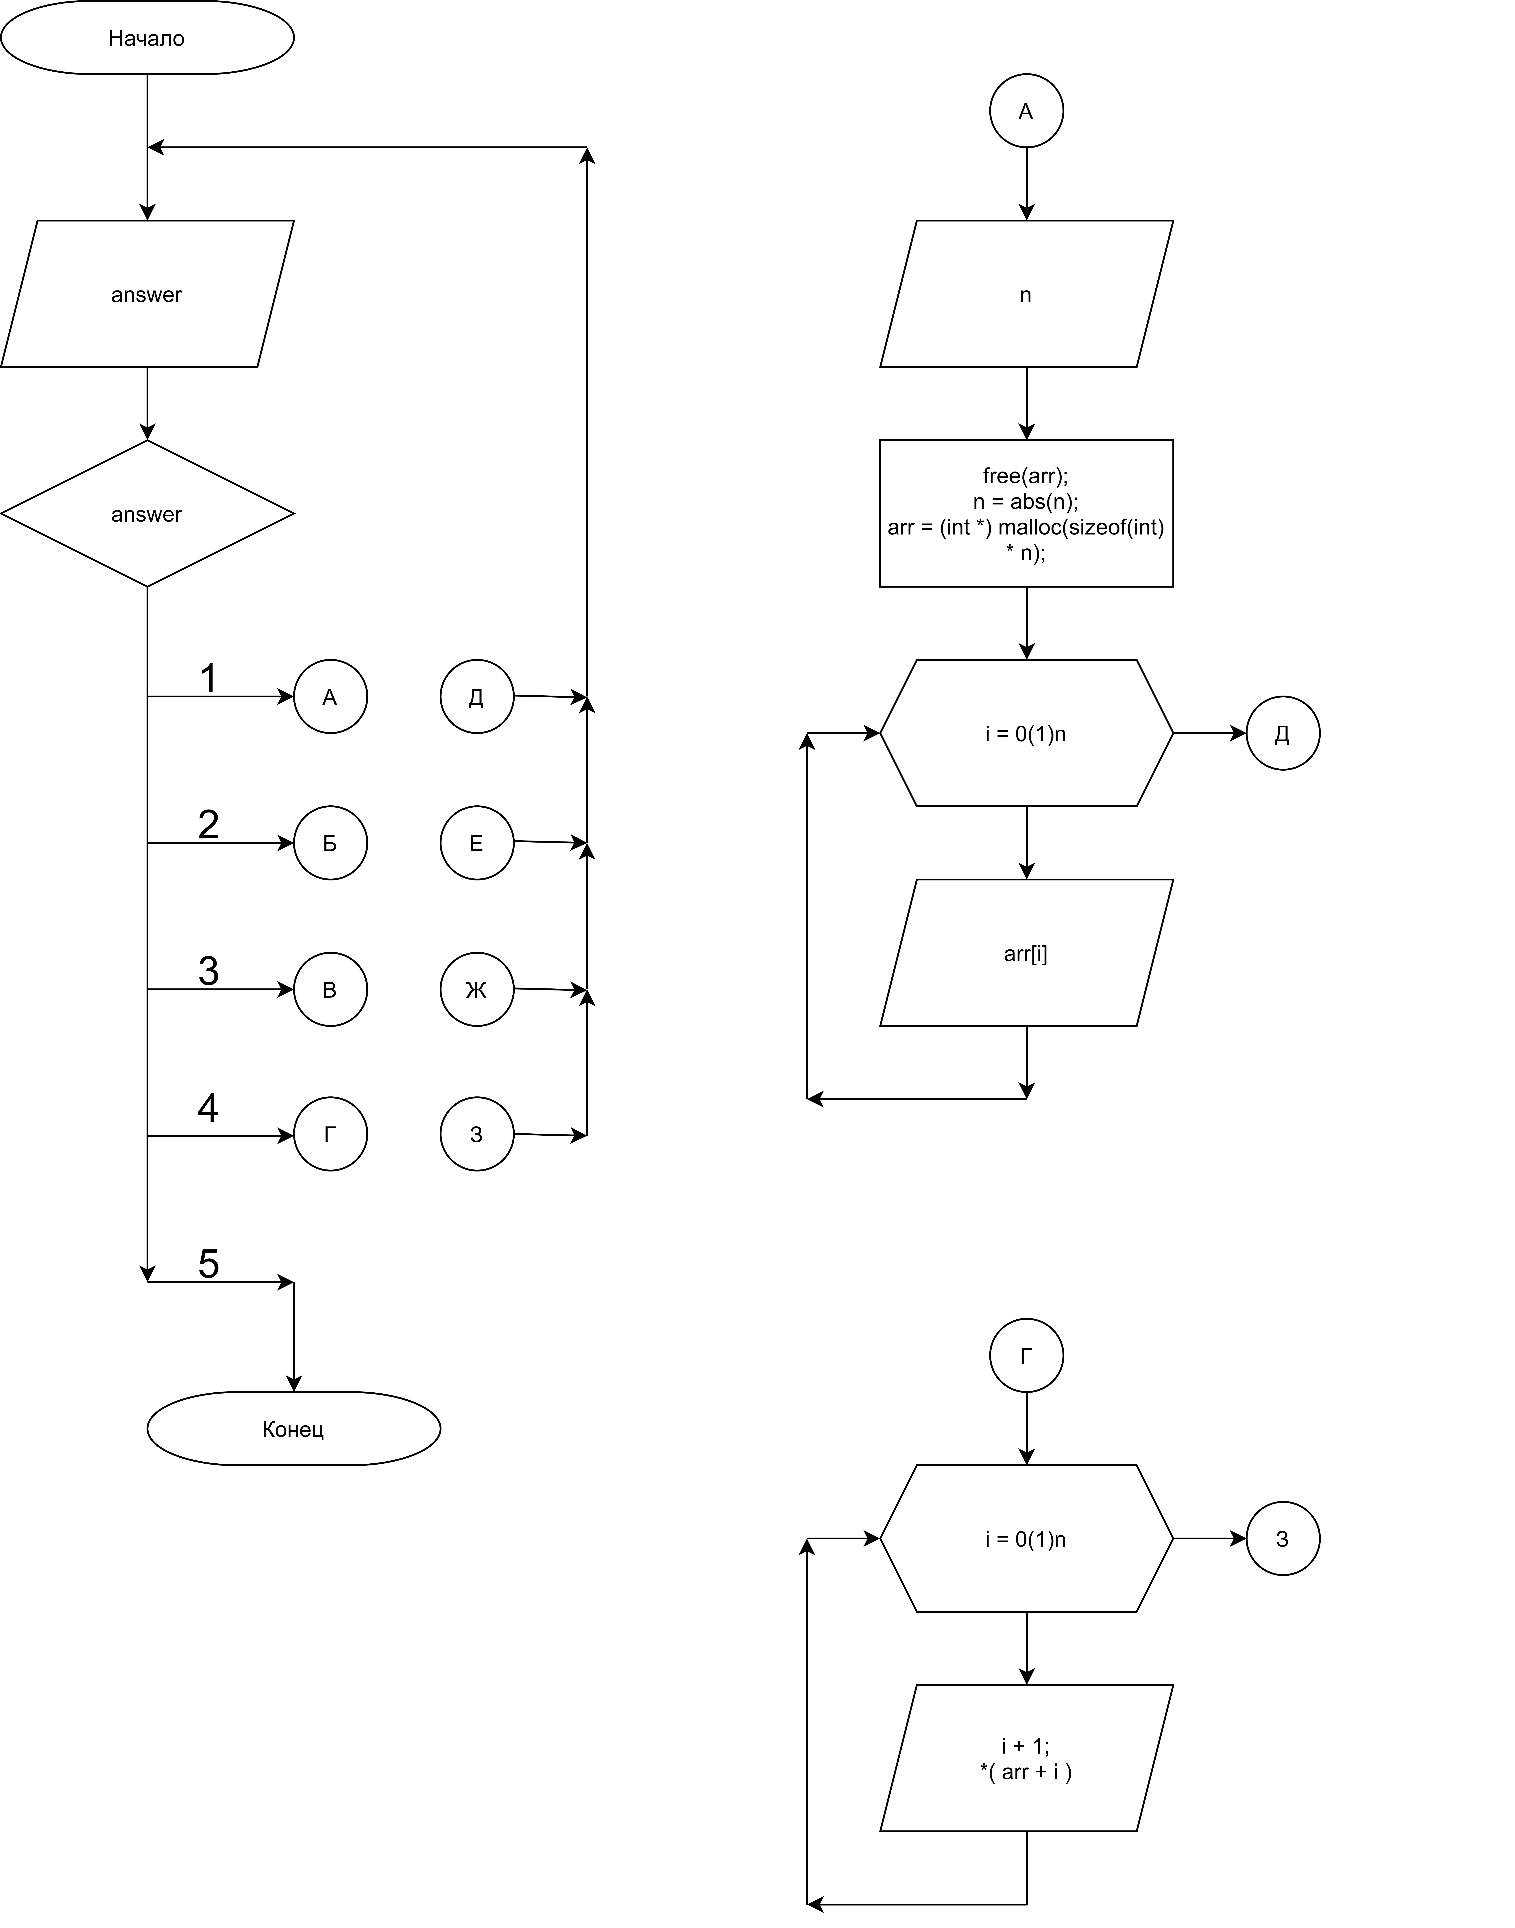 Начало
answer
answer
1
А
Д
2
Б
Е
3
В
Ж
4
Г
З
5
Конец
А
n
free(arr);
n = abs(n);
arr = (int *) malloc(sizeof(int)
* n);
i = 0(1)n
Д
arr[i]
Г
i = 0(1)n
З
i + 1;
*( arr + i )